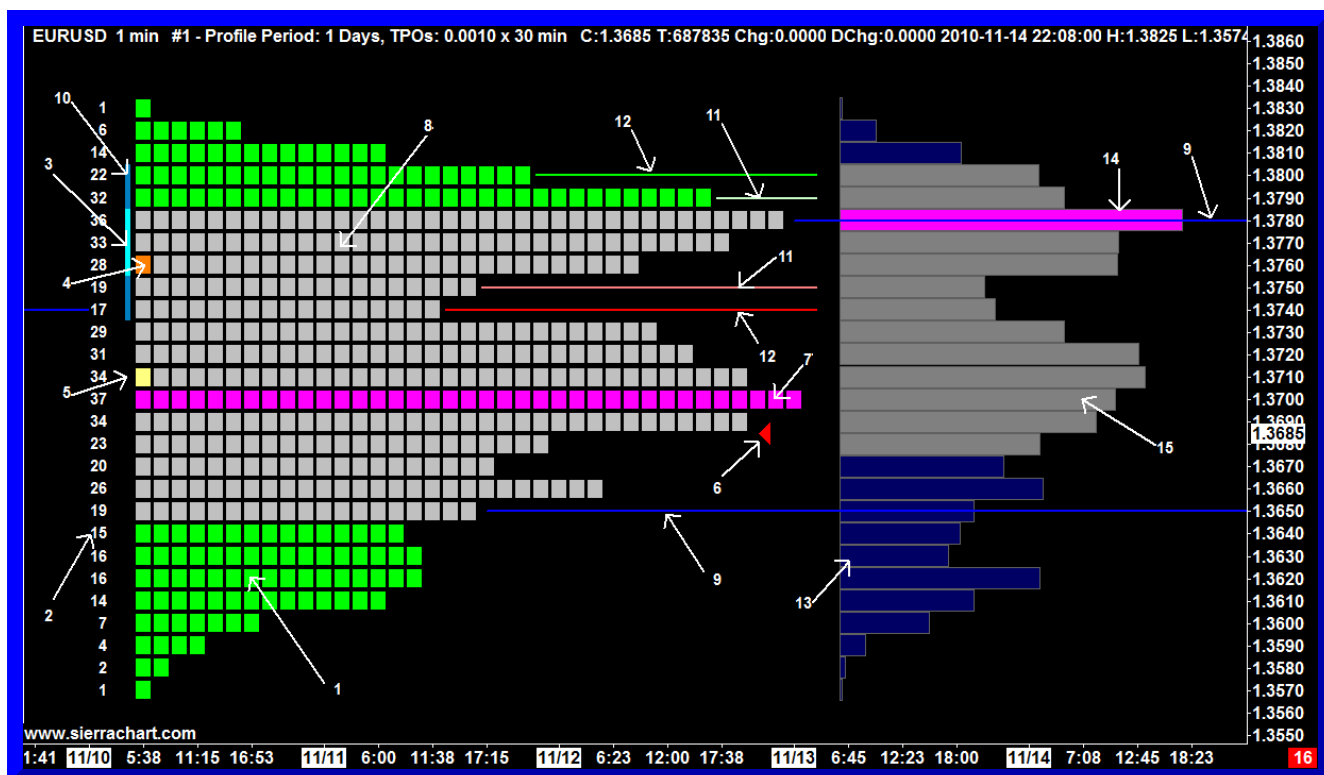 EURUSD 1 min #1 - Profile Period: 1 Days, TPOs: 0.0010 x 30 min C:1.3685 T:687835 Chg:0.0000 DChg:0.0000 2010-11-14 22:08:00 H:1.3825 L:1.3574
1.3860
1.3850
1.3840
10 1 1.3830
6 8 12 11 1.3820
3 14 14 9 1.3810
22 1.3800
32 1.3790
36 1.3780
33 1.3770
28 11 1.3760
4 19 1.3750
17 1.3740
29 1.3730
31 12 7 1.3720
5 34 1.3710
37 1.3700
34 1.3690
1.3685
23 15 1.3680
20 1.3670
26 6 1.3660
19 1.3650
15 1.3640
16 1.3630
16 9 1.3620
2 14 13 1.3610
7 1.3600
4 1.3590
2 1.3580
1 1 1.3570
1.3560
www.sierrachart.com 1.3550
1:41 11/10 5:38 11:15 16:53 11/11 6:00 11:38 17:15 11/12 6:23 12:00 17:38 11/13 6:45 12:23 18:00 11/14 7:08 12:45 18:23 16